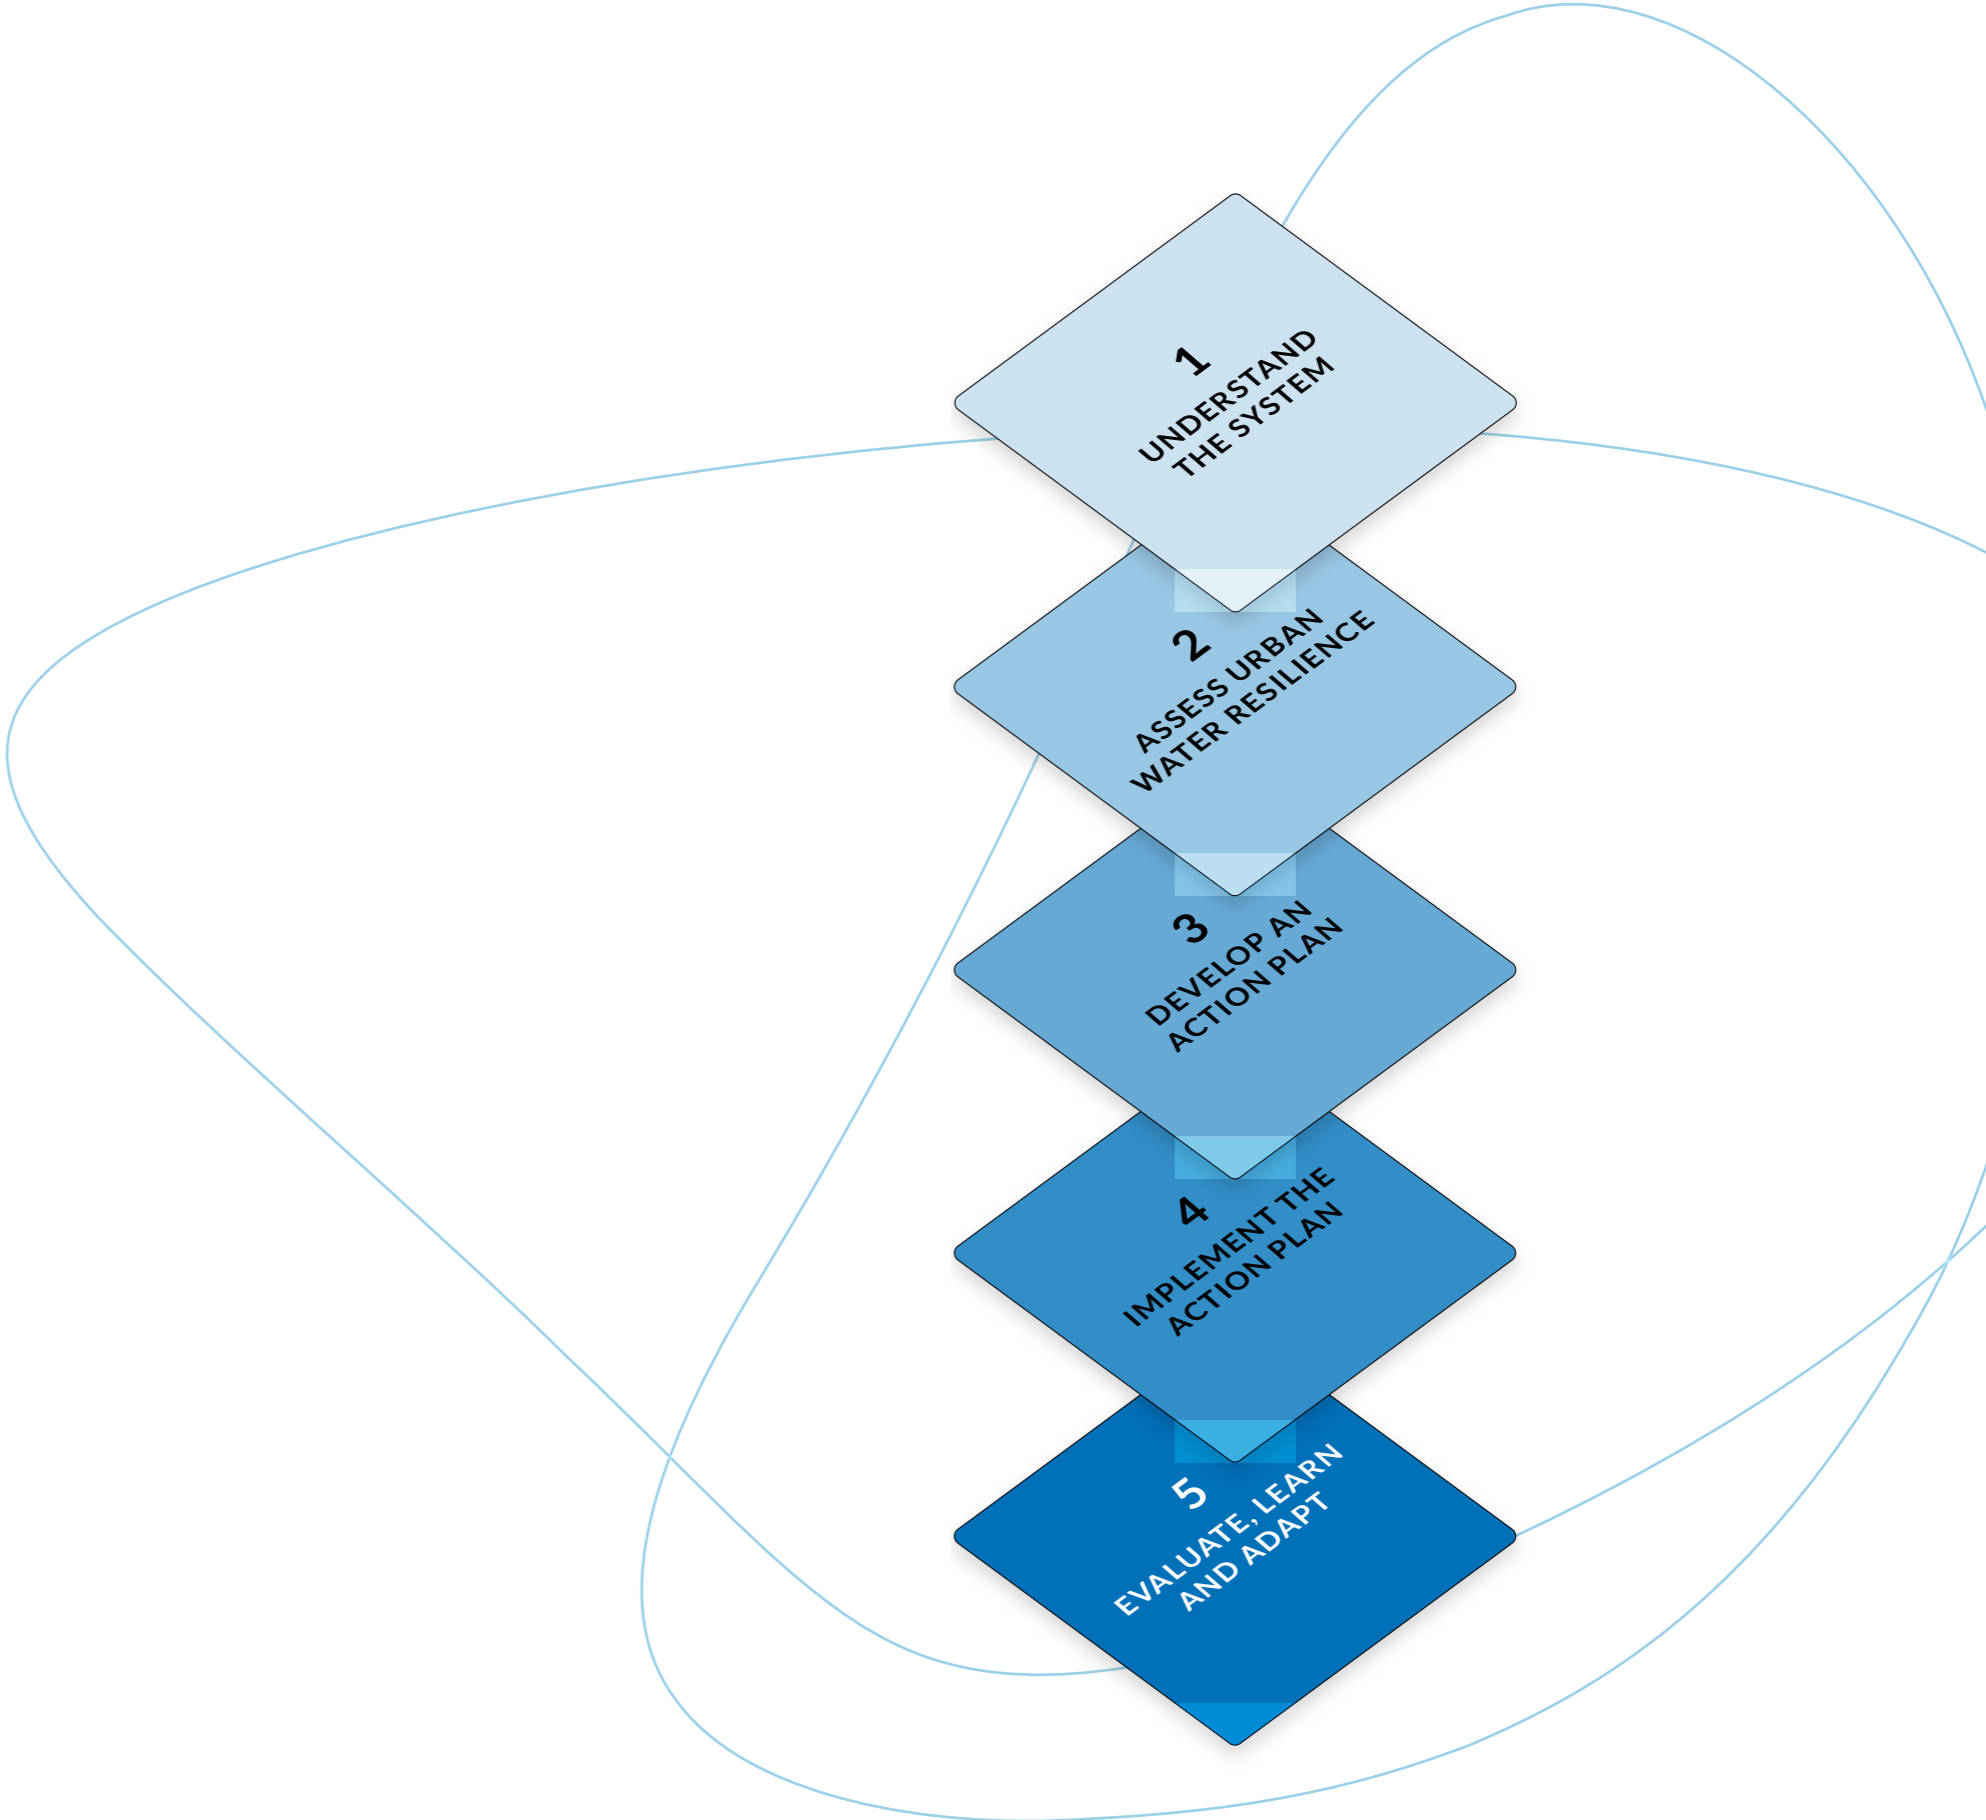 1
UNDERSTAND
THE SYSTEM
2
ASSESS URBAN
WATER RESILIENCE
3
DEVELOP AN
ACTION PLAN
4
IMPLEMENT THE
ACTION PLAN
5
EVALUATE, LEARN
AND ADAPT